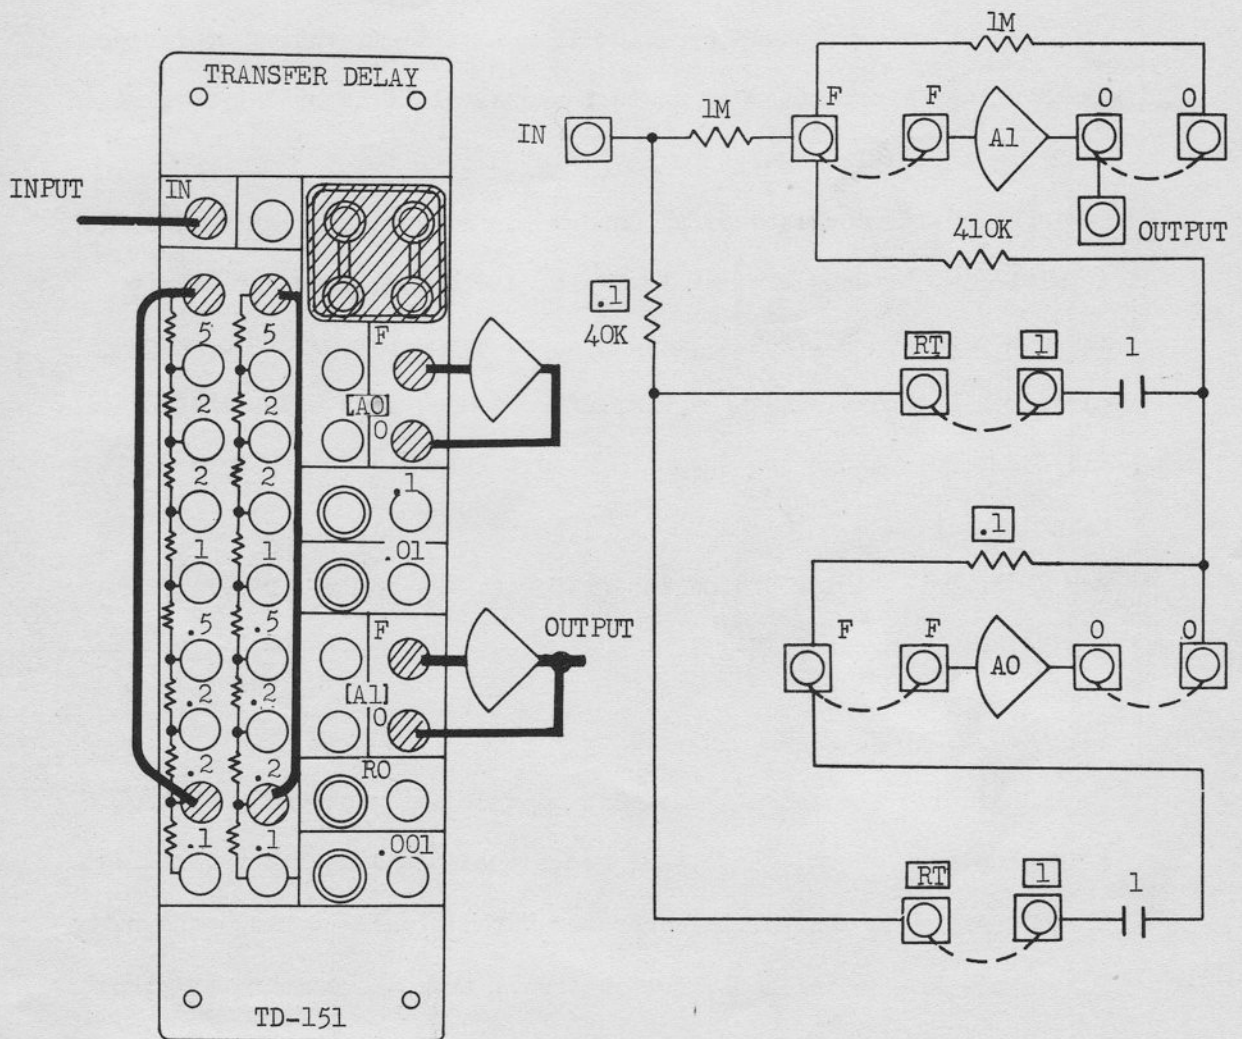 TRANSFER DELAY
INPUT
IN
5 5
2 2
2 2
1 1
.5 .5
.2 .2
.2 .2
.1 .1
F
[A0]
0
.1
.01
F
[A1]
0
R0
.001
OUTPUT
TD-151
1M
IN
1M
F
F
A1
0
0
OUTPUT
410K
.1
40K
RT
1
1
.1
F
F
A0
0
0
RT
1
1